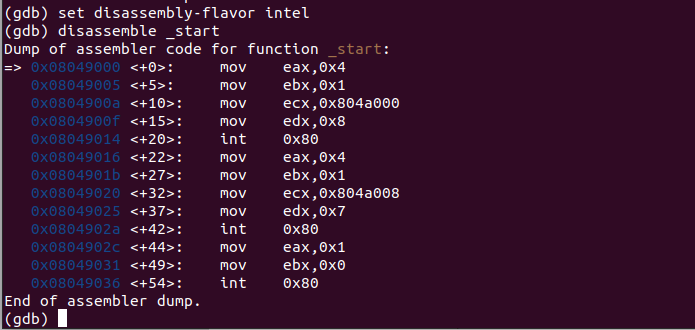 (gdb) set disassembly-flavor intel
(gdb) disassemble _start
Dump of assembler code for function _start:
=> 0x08049000 <+0>:     mov    eax,0x4
   0x08049005 <+5>:     mov    ebx,0x1
   0x0804900a <+10>:    mov    ecx,0x804a000
   0x0804900f <+15>:    mov    edx,0x8
   0x08049014 <+20>:    int    0x80
   0x08049016 <+22>:    mov    eax,0x4
   0x0804901b <+27>:    mov    ebx,0x1
   0x08049020 <+32>:    mov    ecx,0x804a008
   0x08049025 <+37>:    mov    edx,0x7
   0x0804902a <+42>:    int    0x80
   0x0804902c <+44>:    mov    eax,0x1
   0x08049031 <+49>:    mov    ebx,0x0
   0x08049036 <+54>:    int    0x80
End of assembler dump.
(gdb)